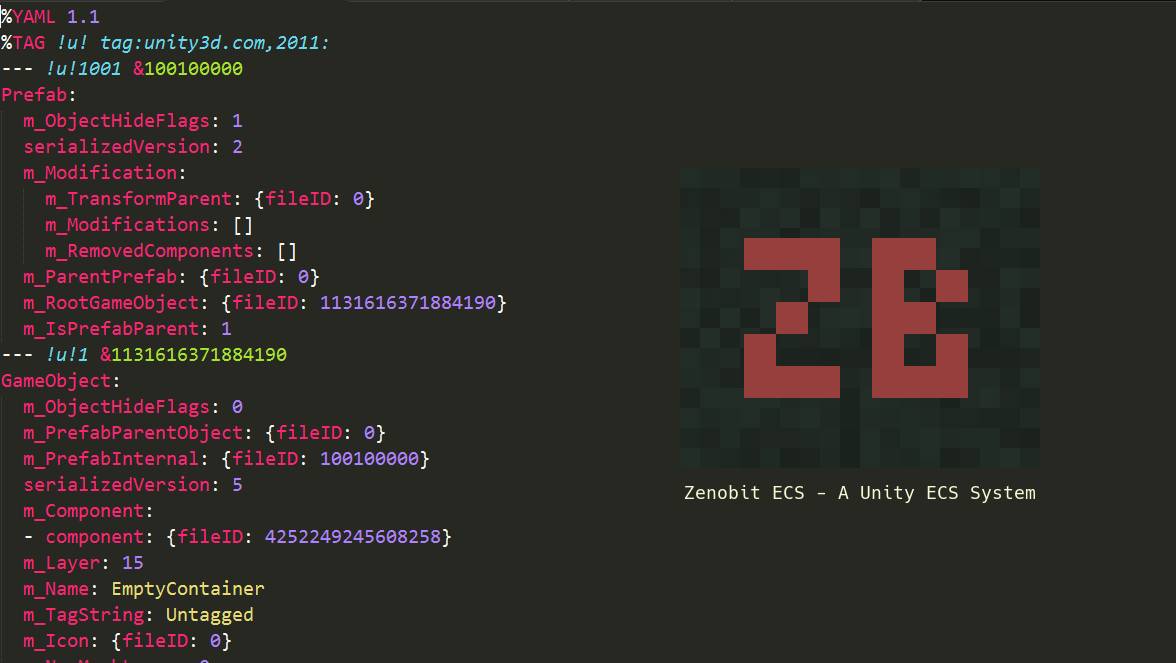 %YAML 1.1
%TAG !u! tag:unity3d.com,2011:
--- !u!1001 &100100000
Prefab:
m_ObjectHideFlags: 1
serializedVersion: 2
m_Modification:
m_TransformParent: {fileID: 0}
m_Modifications: []
m_RemovedComponents: []
m_ParentPrefab: {fileID: 0}
m_RootGameObject: {fileID: 1131616371884190}
m_IsPrefabParent: 1
--- !u!1 &1131616371884190
GameObject:
m_ObjectHideFlags: 0
m_PrefabParentObject: {fileID: 0}
m_PrefabInternal: {fileID: 100100000}
serializedVersion: 5
m_Component:
- component: {fileID: 4252249245608258}
m_Layer: 15
m_Name: EmptyContainer
m_TagString: Untagged
m_Icon: {fileID: 0}
ZE
Zenobit ECS - A Unity ECS System